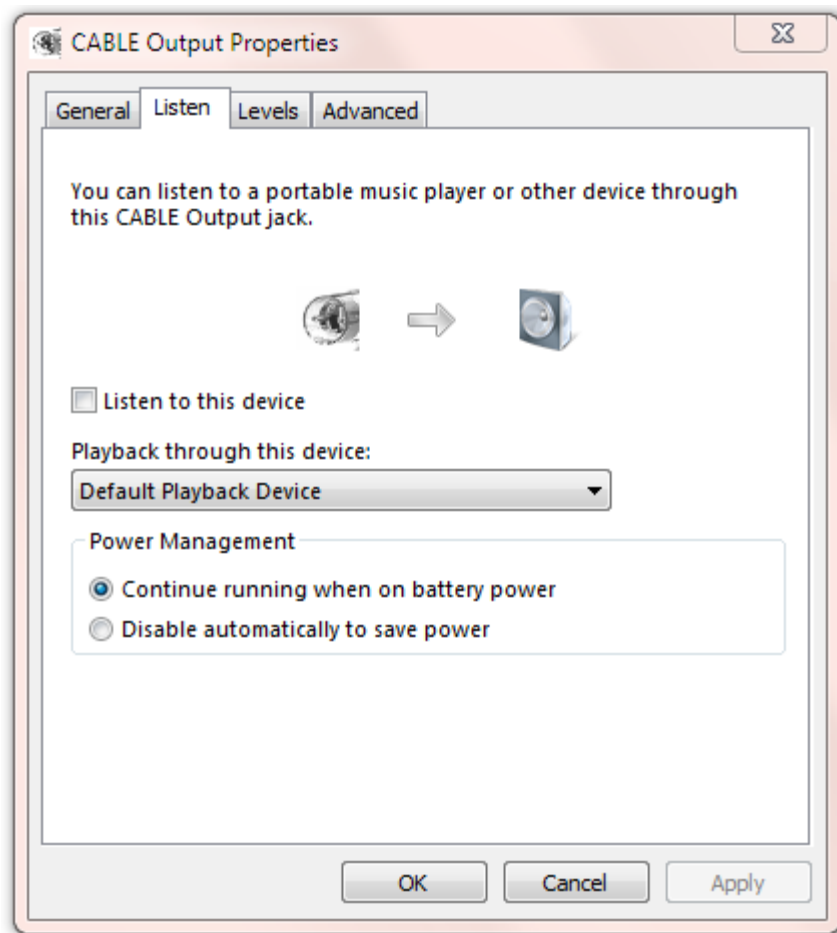 CABLE Output Properties
General Listen Levels Advanced
You can listen to a portable music player or other device through
this CABLE Output jack.
Listen to this device
Playback through this device:
Default Playback Device
Power Management
Continue running when on battery power
Disable automatically to save power
OK Cancel Apply